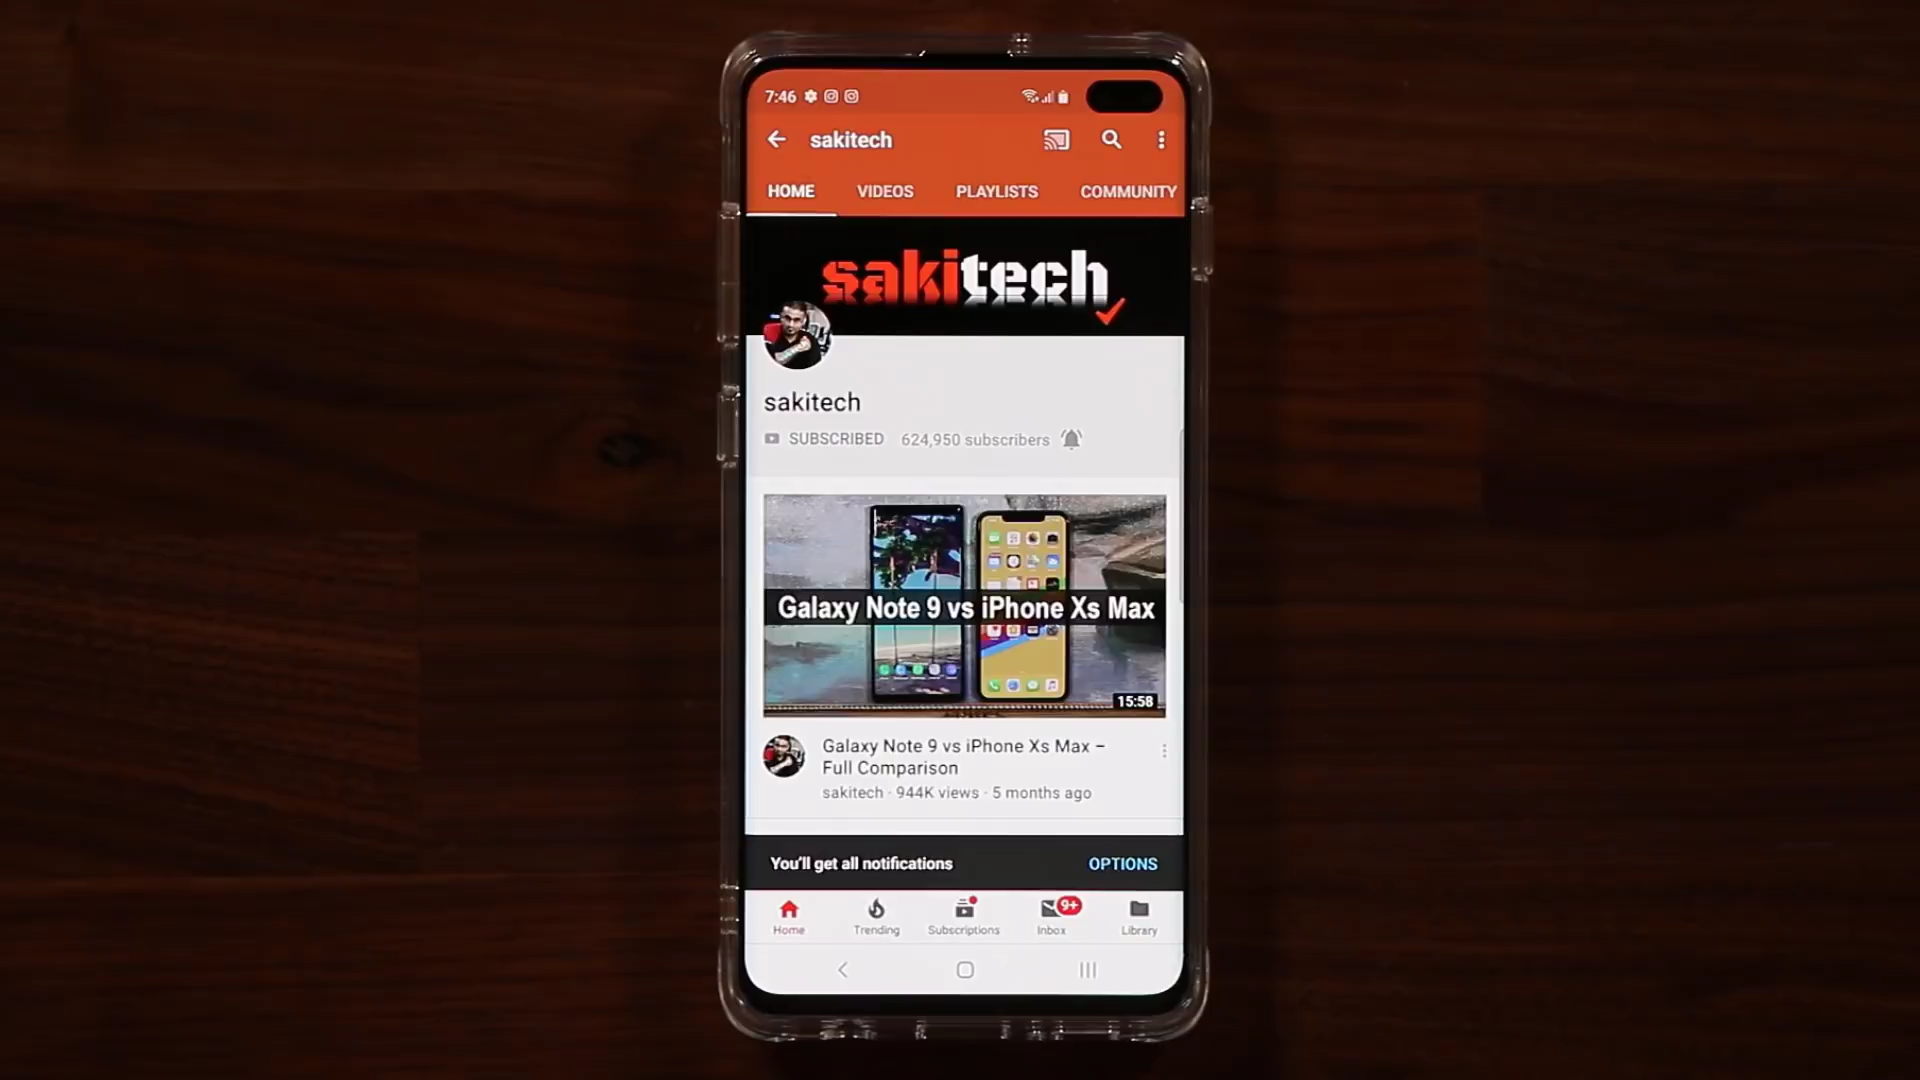 7:46
sakitech
HOME VIDEOS PLAYLISTS COMMUNITY
sakitech
sakitech
SUBSCRIBED 624,950 subscribers
Galaxy Note 9 vs iPhone Xs Max
15:58
Galaxy Note 9 vs iPhone Xs Max –
Full Comparison
sakitech · 944K views · 5 months ago
You'll get all notifications OPTIONS
9+
Home Trending Subscriptions Inbox Library